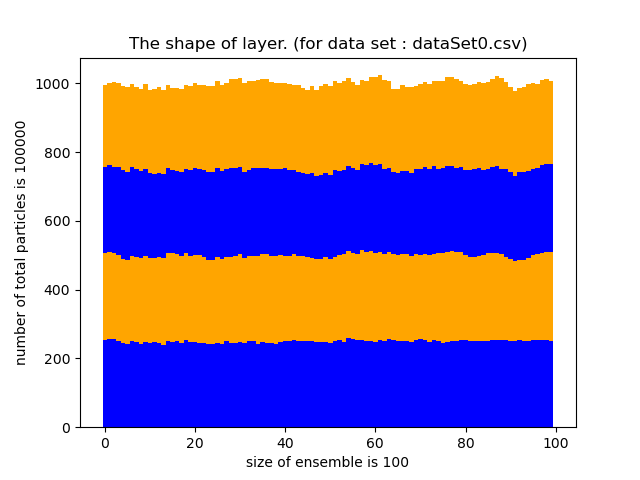 The shape of layer. (for data set : dataSet0.csv)
number of total particles is 100000
1000
800
600
400
200
0
0 20 40 60 80 100
size of ensemble is 100